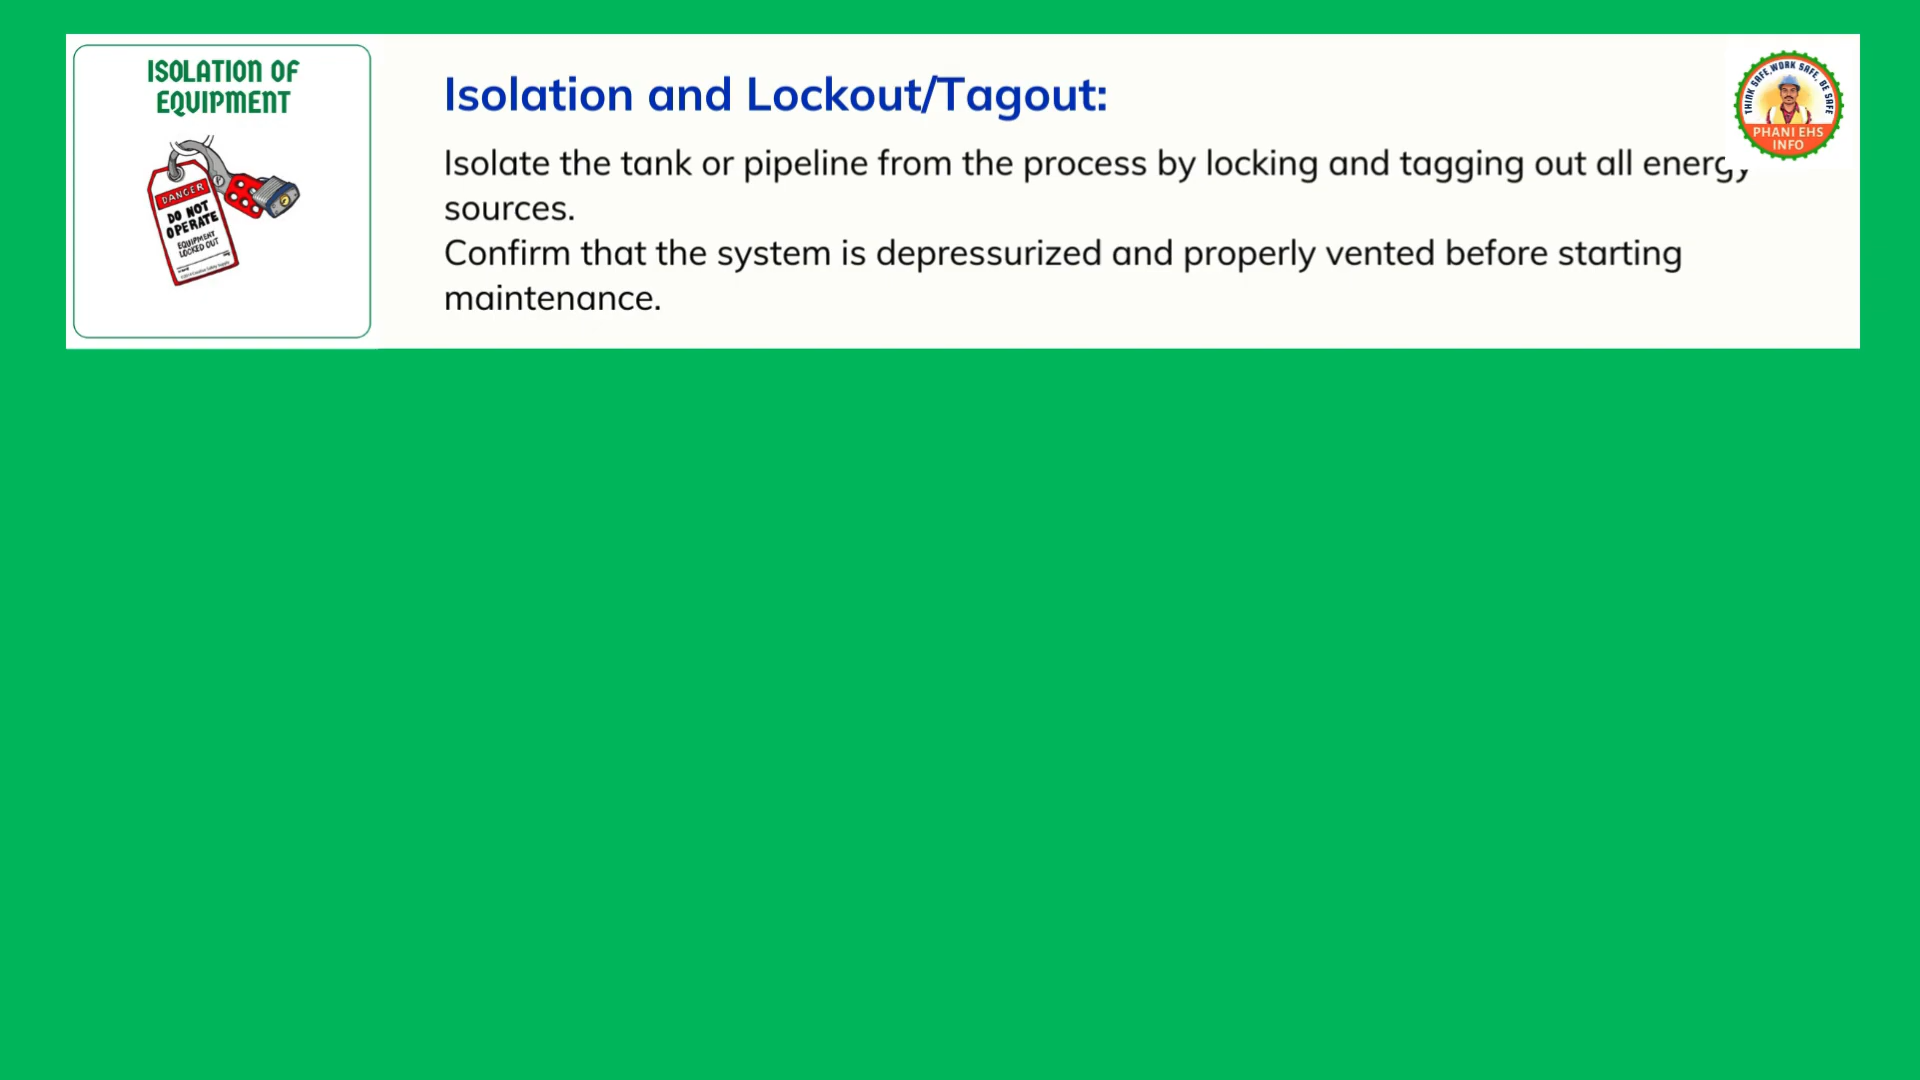 ISOLATION OF
EQUIPMENT
DANGER
DO NOT
OPERATE
EQUIPMENT
LOCKED OUT
Isolation and Lockout/Tagout:
Isolate the tank or pipeline from the process by locking and tagging out all energy
sources.
Confirm that the system is depressurized and properly vented before starting
maintenance.
THINK SAFE, WORK SAFE, BE SAFE
PHANI EHS
INFO